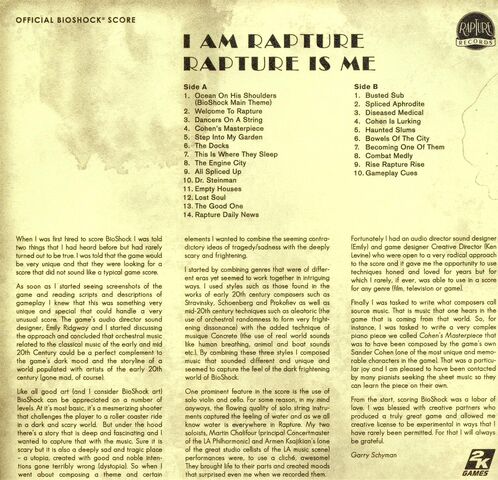 OFFICIAL BIOSHOCK® SCORE
I AM RAPTURE
RAPTURE IS ME
RAPTURE
RECORDS
Side A
1. Ocean On His Shoulders
(BioShock Main Theme)
2. Welcome To Rapture
3. Dancers On A String
4. Cohen's Masterpiece
5. Step Into My Garden
6. The Docks
7. This Is Where They Sleep
8. The Engine City
9. All Spliced Up
10. Dr. Steinman
11. Empty Houses
12. Lost Soul
13. The Good One
14. Rapture Daily News
Side B
1. Busted Sub
2. Spliced Aphrodite
3. Diseased Medical
4. Cohen Is Lurking
5. Haunted Slums
6. Bowels Of The City
7. Becoming One Of Them
8. Combat Medly
9. Rise Rapture Rise
10. Gameplay Cues
When I was first hired to score BioShock I was told
two things that I had heard before but had rarely
turned out to be true. I was told that the game would
be very unique and that they were looking for a
score that did not sound like a typical game score.
As soon as I started seeing screenshots of the
game and reading scripts and descriptions of
gameplay I knew that this was something very
unique and special that could handle a very
unusual score. The game's audio director sound
designer, Emily Ridgway and I started discussing
the approach and concluded that orchestral music
related to the classical music of the early and mid
20th Century could be a perfect complement to
the game's dark mood and the storyline of a
world populated with artists of the early 20th
century (gone mad, of course).
Like all good art (and I consider BioShock art)
BioShock can be appreciated on a number of
levels. At it's most basic, it's a mesmerizing shooter
that challenges the player to a roller coaster ride
in a dark and scary world. But under the hood
there's a story that is deep and fascinating and I
wanted to capture that with the music. Sure it is
scary but it is also a deeply sad and tragic place
- a utopia, created with good and noble inten-
tions gone terribly wrong (dystopia). So when I
went about composing a theme and certain
elements I wanted to combine the seeming contra-
dictory ideas of tragedy/sadness with the deeply
scary and frightening.
I started by combining genres that were of differ-
ent eras yet seemed to work together in intriguing
ways. I used styles such as those found in the
works of early 20th century composers such as
Stravinsky, Schoenberg and Prokofiev as well as
mid-20th century techniques such as aleatoric (the
use of orchestral randomness to form very fright-
ening dissonance) with the added technique of
musique Concrete (the use of real world sounds
like human breathing, animal and boat sounds
etc.). By combining these three styles I composed
music that sounded different and unique and
seemed to capture the feel of the dark frightening
world of BioShock.
One prominent feature in the score is the use of
solo violin and cello. For some reason, in my mind
anyways, the flowing quality of solo string instru-
ments captured the feeling of water and as we all
know water is everywhere in Rapture. My two
soloists, Martin Chalifour (principal Concertmaster
of the LA Philharmonic) and Armen Ksajikian's (one
of the great studio cellists of the LA music scene)
performances were, to use a cliché, awesome!
They brought life to their parts and created moods
that surprised even me when we recorded them.
Fortunately I had an audio director sound designer
(Emily) and game designer Creative Director (Ken
Levine) who were open to a very radical approach
to the score and it gave me the opportunity to use
techniques honed and loved for years but for
which I rarely, if ever, was able to use in a score
for any genre (film, television or game).
Finally I was tasked to write what composers call
source music. That is music that one hears in the
game that is coming from that world. So, for
instance, I was tasked to write a very complex
piano piece we called Cohen's Masterpiece that
was to have been composed by the game's own
Sander Cohen (one of the most unique and memo-
rable characters in the game). That was a particu-
lar joy and I am pleased to have been contacted
by many pianists seeking the sheet music so they
can learn the piece on their own.
From the start, scoring BioShock was a labor of
love. I was blessed with creative partners who
produced a truly great game and allowed me
creative license to be experimental in ways that I
have rarely been permitted. For that I will always
be grateful.
Garry Schyman
2K
GAMES